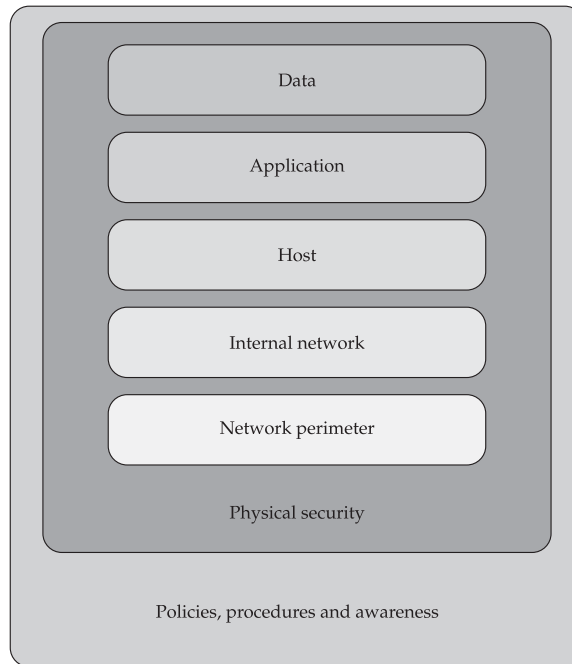 Data
Application
Host
Internal network
Network perimeter
Physical security
Policies, procedures and awareness